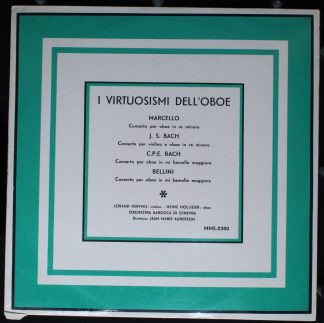 I VIRTUOSISMI DELL'OBOE
MARCELLO
Concerto per oboe in re minore
J. S. BACH
Concerto per violino e oboe in re minore
C.P.E. BACH
Concerto per oboe in mi bemolle maggiore
BELLINI
Concerto per oboe in mi bemolle maggiore
LORAND FENYVES: violino - HEINZ HOLLIGER: oboe
ORCHESTRA BAROCCA DI GINEVRA
Direttore: JEAN MARIE AUBERSON
MMS-2380